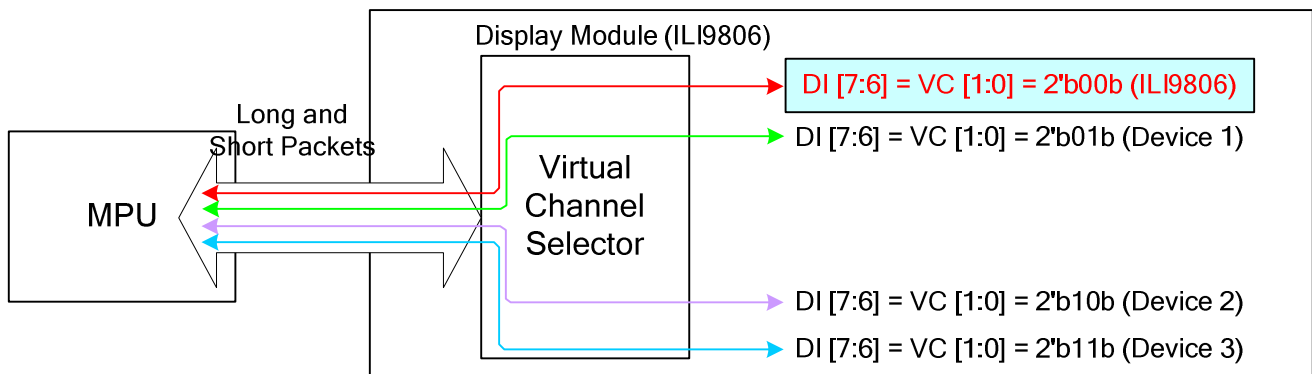 Display Module (ILI9806)
DI [7:6] = VC [1:0] = 2'b00b (ILI9806)
Long and
Short Packets
DI [7:6] = VC [1:0] = 2'b01b (Device 1)
MPU
Virtual
Channel
Selector
DI [7:6] = VC [1:0] = 2'b10b (Device 2)
DI [7:6] = VC [1:0] = 2'b11b (Device 3)